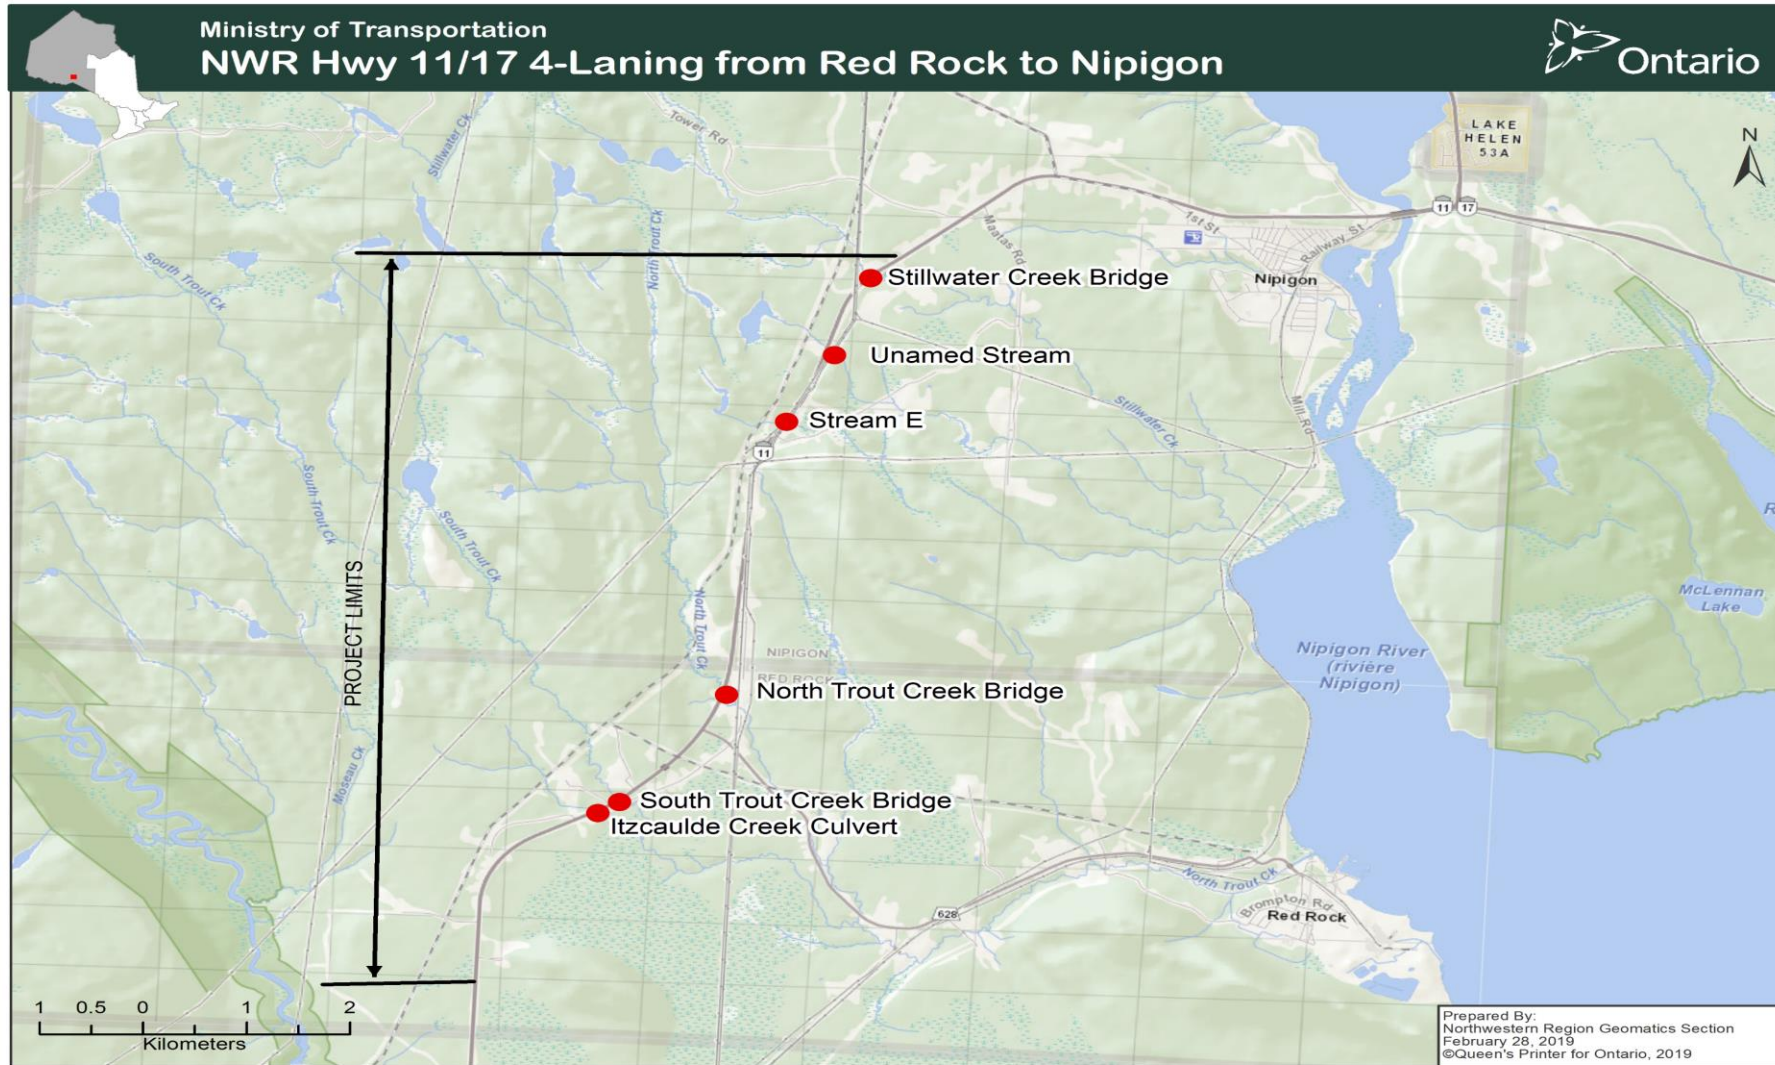 Ministry of Transportation
NWR Hwy 11/17 4-Laning from Red Rock to Nipigon
Ontario
LAKE
HELEN
53A
N
11
17
Stillwater Ck
Tower Rd
North Trout Ck
South Trout Ck
Maatas Rd
1st St
Railway St
Nipigon
Stillwater Creek Bridge
Unamed Stream
Stream E
11
Stillwater Ck
Mill Rd
South Trout Ck
South Trout Ck
R
PROJECT LIMITS
North Trout Ck
McLennan
Lake
Nipigon River
(rivière
Nipigon)
NIPIGON
RED ROCK
North Trout Creek Bridge
Moseau Ck
South Trout Creek Bridge
Itzcaulde Creek Culvert
North Trout Ck
Brompton Rd
Red Rock
628
1 0.5 0 1 2
Kilometers
Prepared By:
Northwestern Region Geomatics Section
February 28, 2019
©Queen's Printer for Ontario, 2019